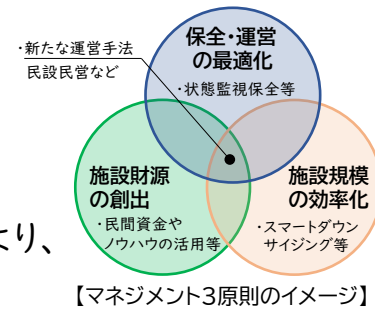 保全・運営
の最適化
・状態監視保全等
・新たな運営手法
民設民営など
施設財源
の創出
・民間資金や
ノウハウの活用等
施設規模
の効率化
・スマートダウン
サイジング等
より、
【マネジメント3原則のイメージ】